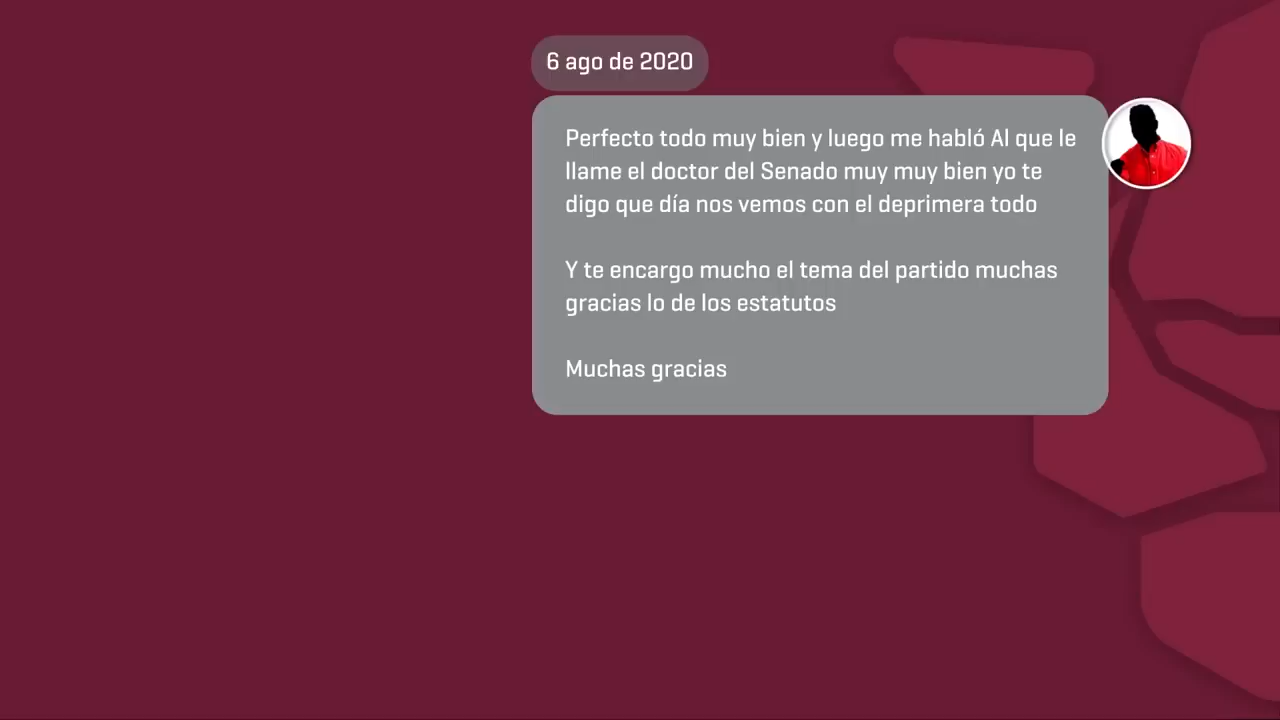 6 ago de 2020
Perfecto todo muy bien y luego me habló Al que le
llame el doctor del Senado muy muy bien yo te
digo que día nos vemos con el deprimera todo
Y te encargo mucho el tema del partido muchas
gracias lo de los estatutos
Muchas gracias